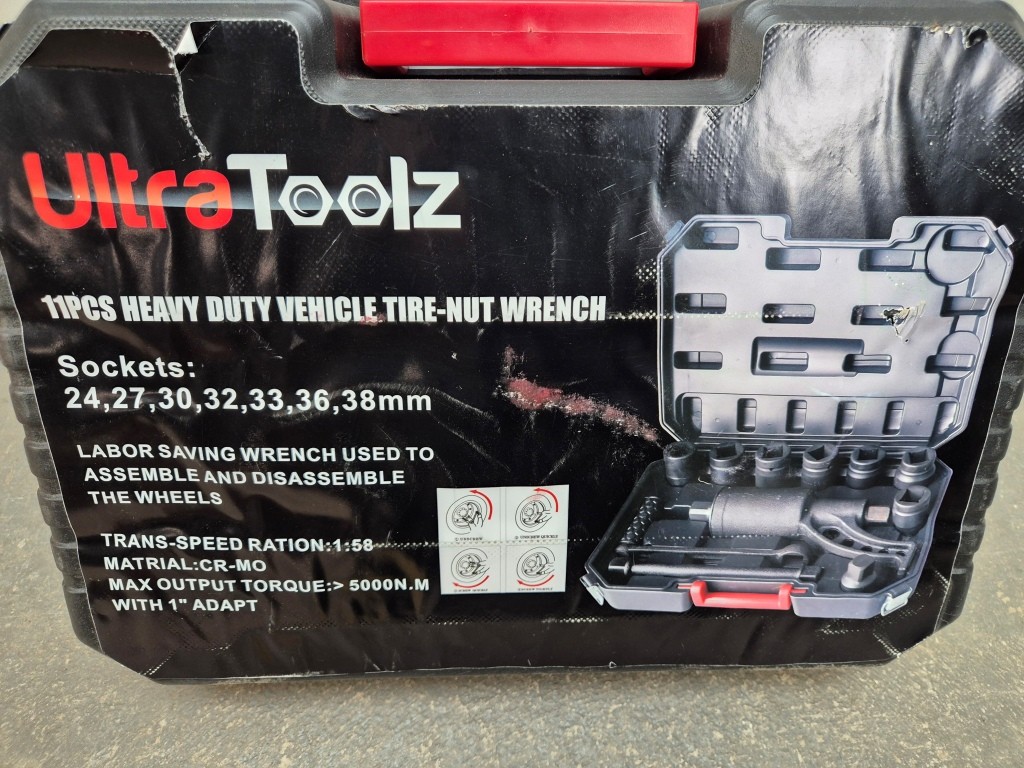 UltraToolz
11PCS HEAVY DUTY VEHICLE TIRE-NUT WRENCH
Sockets:
24,27,30,32,33,36,38mm
LABOR SAVING WRENCH USED TO
ASSEMBLE AND DISASSEMBLE
THE WHEELS
TRANS-SPEED RATION:1:58
MATRIAL:CR-MO
MAX OUTPUT TORQUE:> 5000N.M
WITH 1" ADAPT